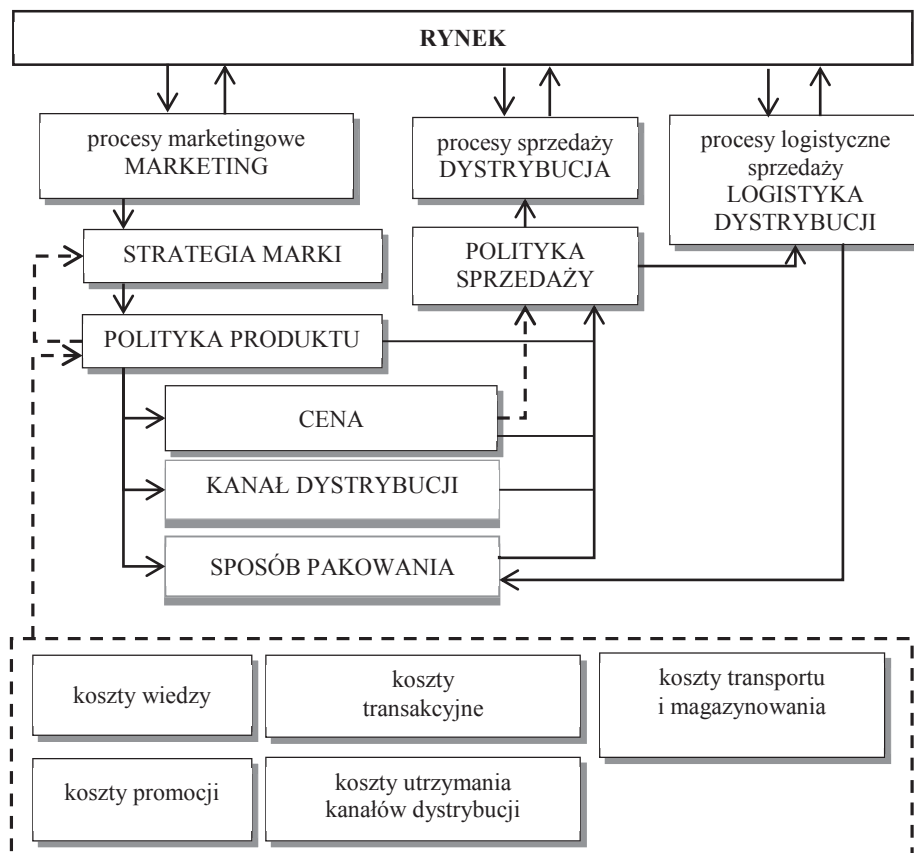 RYNEK
procesy marketingowe
MARKETING
procesy sprzedaży
DYSTRYBUCJA
procesy logistyczne
sprzedaży
LOGISTYKA
DYSTRYBUCJI
STRATEGIA MARKI
POLITYKA
SPRZEDAŻY
POLITYKA PRODUKTU
CENA
KANAŁ DYSTRYBUCJI
SPOSÓB PAKOWANIA
koszty wiedzy
koszty
transakcyjne
koszty transportu
i magazynowania
koszty promocji
koszty utrzymania
kanałów dystrybucji